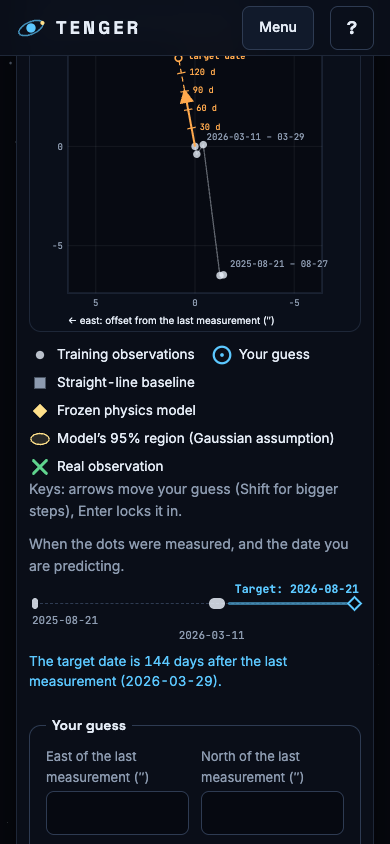 TENGER
Menu
?
target date
120 d
90 d
60 d
30 d
2026-03-11 – 03-29
0
-5
2025-08-21 – 08-27
5
0
-5
← east: offset from the last measurement (″)
Training observations
Your guess
Straight-line baseline
Frozen physics model
Model's 95% region (Gaussian assumption)
Real observation
Keys: arrows move your guess (Shift for bigger
steps), Enter locks it in.
When the dots were measured, and the date you
are predicting.
Target: 2026-08-21
2025-08-21
2026-03-11
The target date is 144 days after the last
measurement (2026-03-29).
Your guess
East of the last
measurement (″)
North of the last
measurement (″)